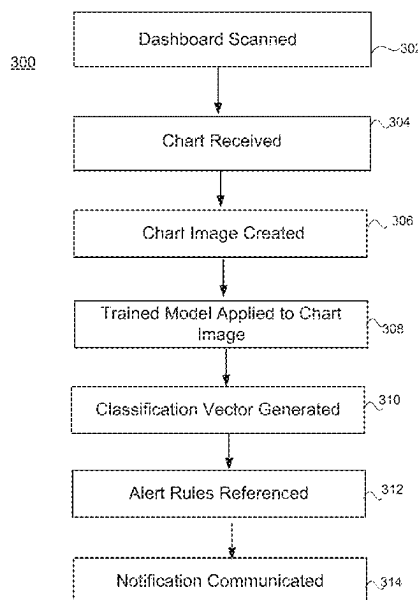 Dashboard Scanned
302
300
Chart Received
304
Chart Image Created
306
Trained Model Applied to Chart
Image
308
Classification Vector Generated
310
Alert Rules Referenced
312
Notification Communicated
314